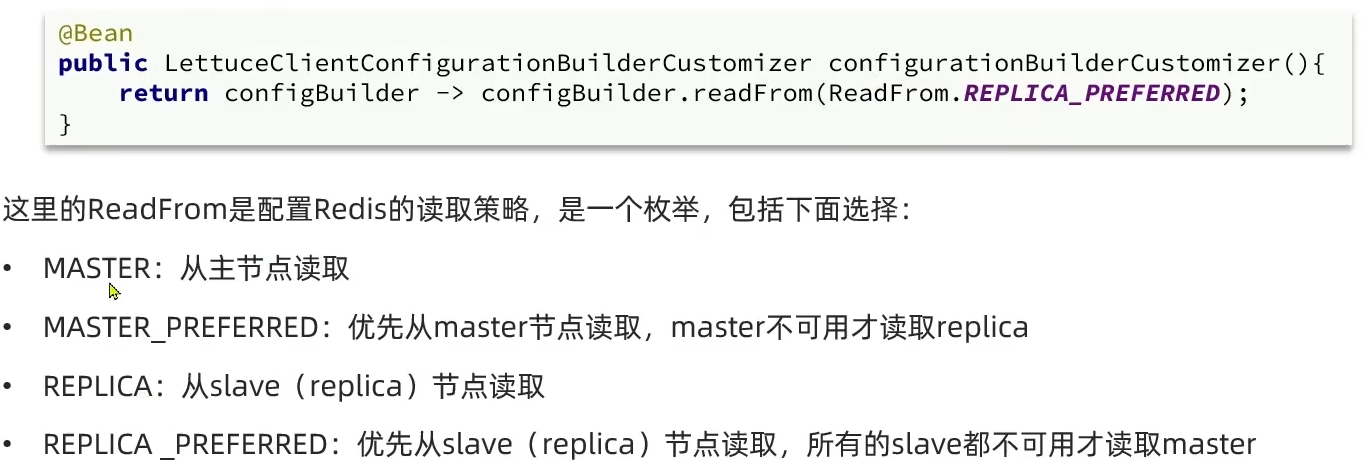 @Bean
public LettuceClientConfigurationBuilderCustomizer configurationBuilderCustomizer(){
    return configBuilder -> configBuilder.readFrom(ReadFrom.REPLICA_PREFERRED);
}
这里的ReadFrom是配置Redis的读取策略，是一个枚举，包括下面选择：
• MASTER：从主节点读取
• MASTER_PREFERRED：优先从master节点读取，master不可用才读取replica
• REPLICA：从slave（replica）节点读取
• REPLICA _PREFERRED：优先从slave（replica）节点读取，所有的slave都不可用才读取master